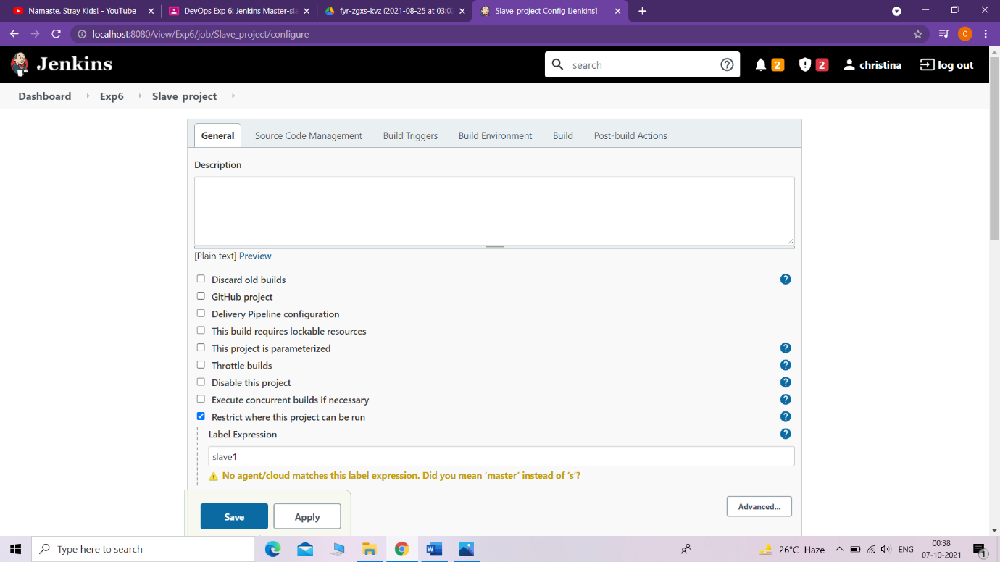 Namaste, Stray Kids! - YouTube
DevOps Exp 6: Jenkins Master-sla
fyr-zgxs-kvz (2021-08-25 at 03:02
Slave_project Config [Jenkins]
localhost:8080/view/Exp6/job/Slave_project/configure
C
Jenkins
search
2
2
christina
log out
Dashboard
Exp6
Slave_project
General
Source Code Management
Build Triggers
Build Environment
Build
Post-build Actions
Description
[Plain text] Preview
Discard old builds
GitHub project
Delivery Pipeline configuration
This build requires lockable resources
This project is parameterized
Throttle builds
Disable this project
Execute concurrent builds if necessary
Restrict where this project can be run
Label Expression
slave1
No agent/cloud matches this label expression. Did you mean ‘master’ instead of ‘s’?
Advanced...
Save
Apply
Type here to search
26°C Haze
ENG
00:38
07-10-2021
1